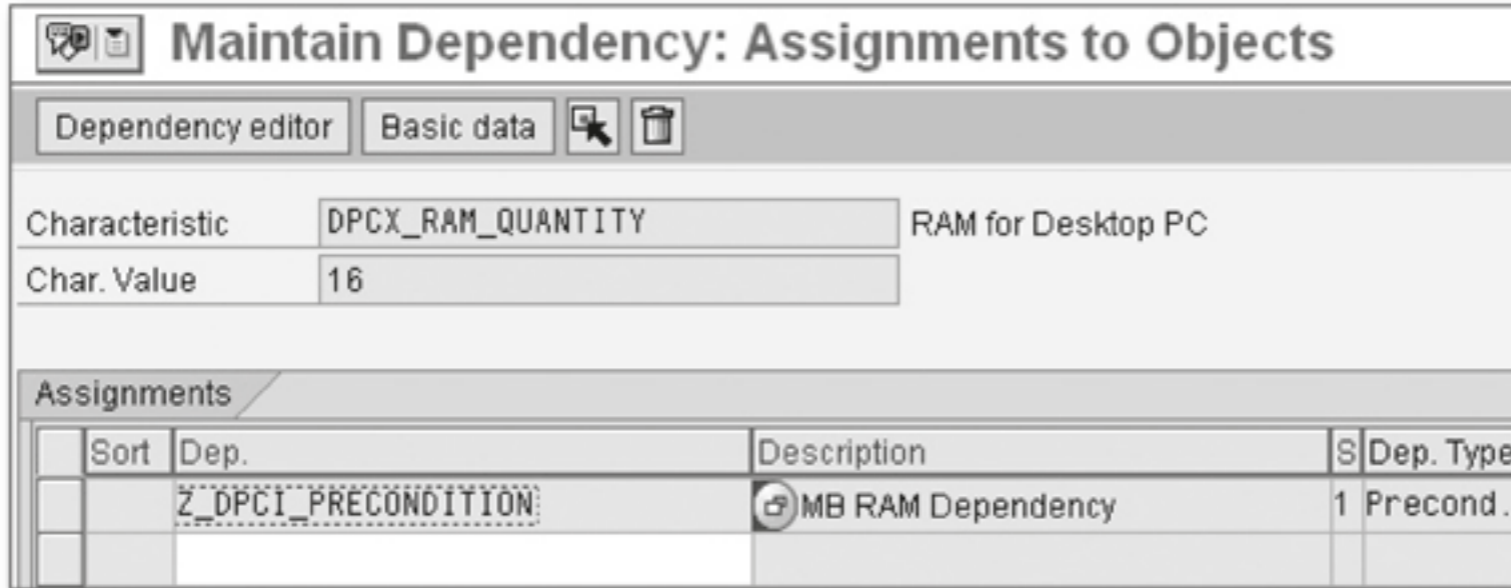 Maintain Dependency: Assignments to Objects
Dependency editor Basic data
Characteristic DPCX_RAM_QUANTITY RAM for Desktop PC
Char. Value 16
Assignments
Sort Dep. Description S Dep. Type
Z_DPCI_PRECONDITION MB RAM Dependency 1 Precond.